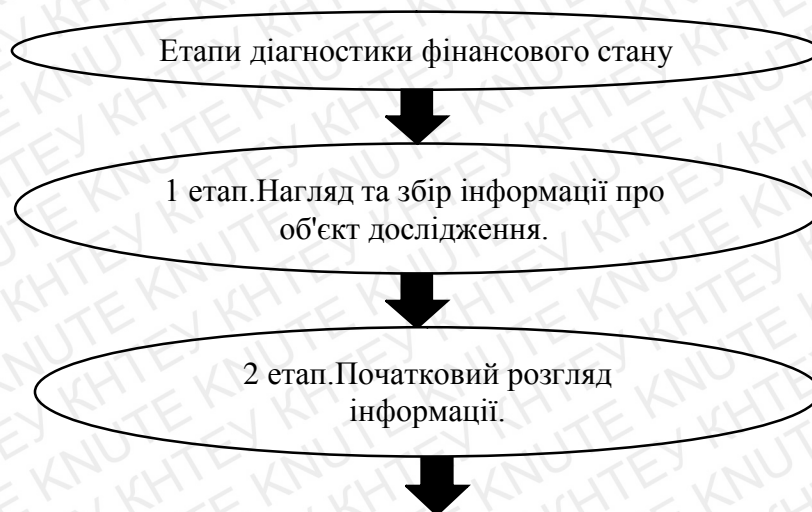 Етапи діагностики фінансового стану
1 етап.Нагляд та збір інформації про
об'єкт дослідження.
2 етап.Початковий розгляд
інформації.